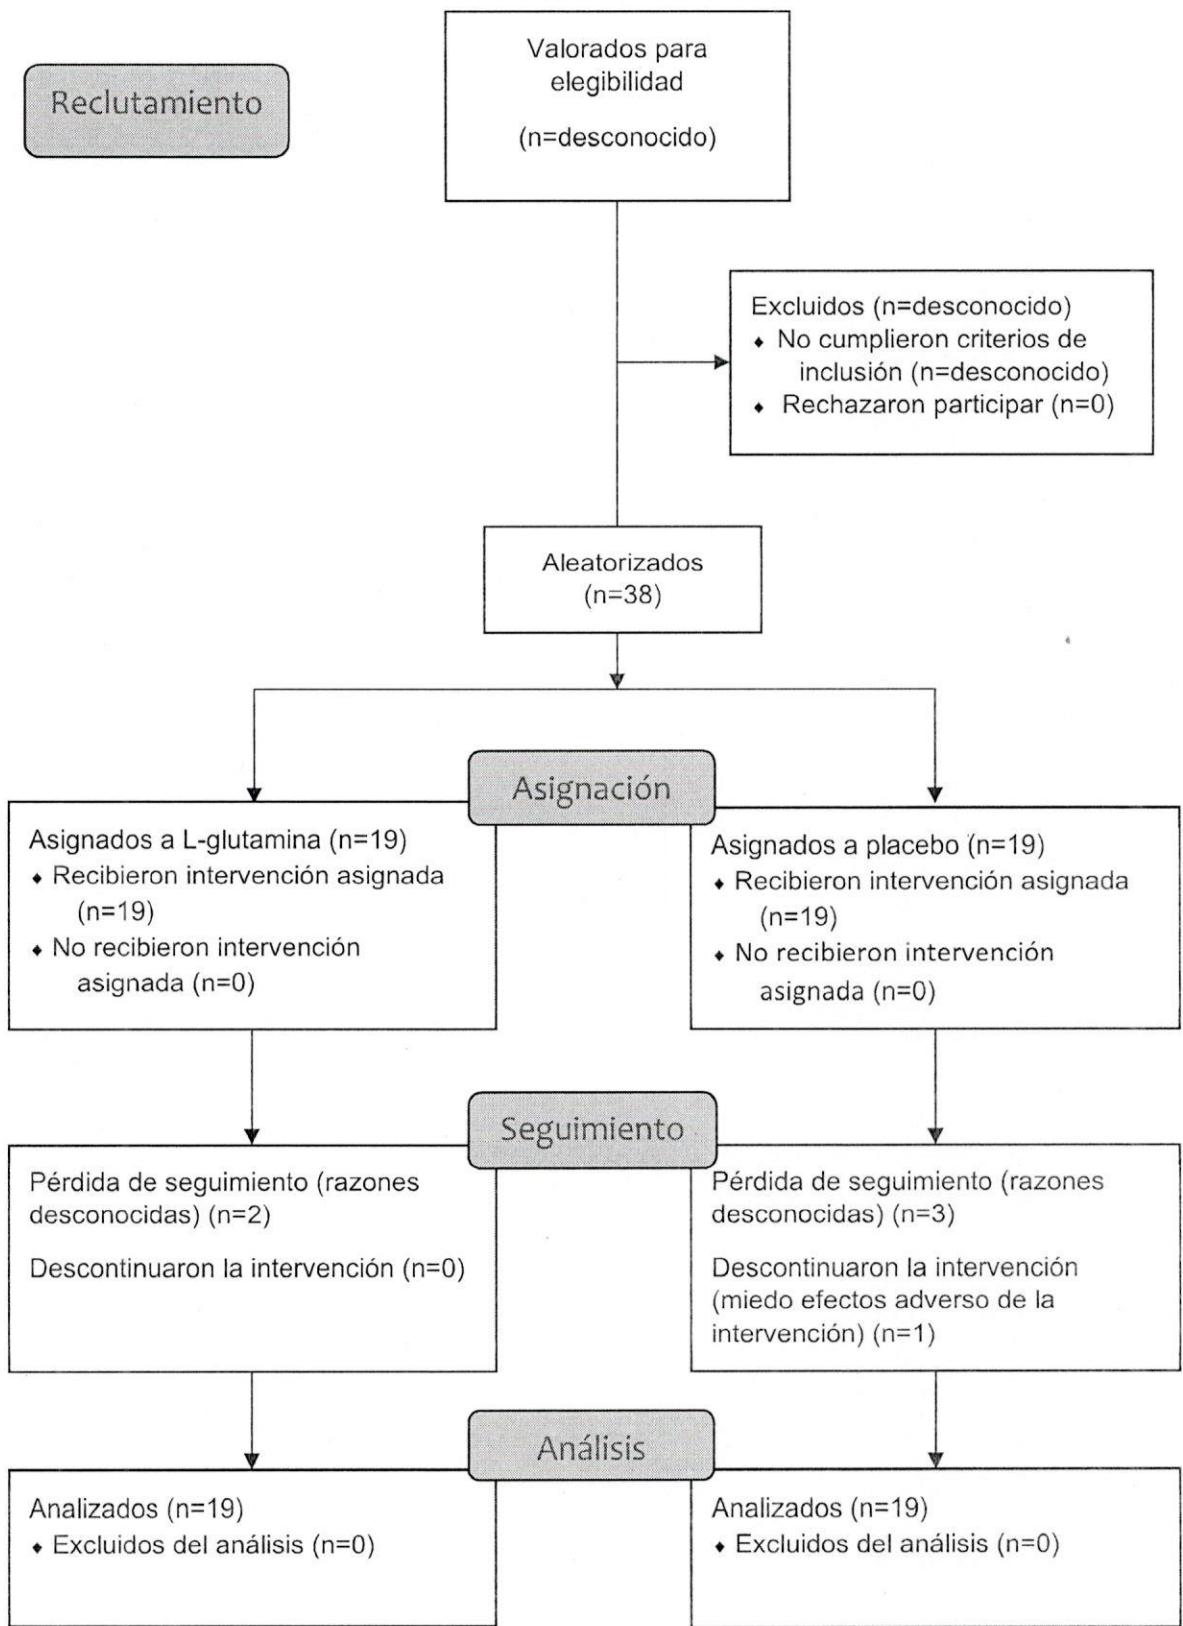 Reclutamiento
Valorados para
elegibilidad
(n=desconocido)
Excluidos (n=desconocido)
♦ No cumplieron criterios de
inclusión (n=desconocido)
♦ Rechazaron participar (n=0)
Aleatorizados
(n=38)
Asignación
Asignados a L-glutamina (n=19)
♦ Recibieron intervención asignada
(n=19)
♦ No recibieron intervención
asignada (n=0)
Asignados a placebo (n=19)
♦ Recibieron intervención asignada
(n=19)
♦ No recibieron intervención
asignada (n=0)
Seguimiento
Pérdida de seguimiento (razones
desconocidas) (n=2)
Descontinuaron la intervención (n=0)
Pérdida de seguimiento (razones
desconocidas) (n=3)
Descontinuaron la intervención
(miedo efectos adverso de la
intervención) (n=1)
Análisis
Analizados (n=19)
♦ Excluidos del análisis (n=0)
Analizados (n=19)
♦ Excluidos del análisis (n=0)